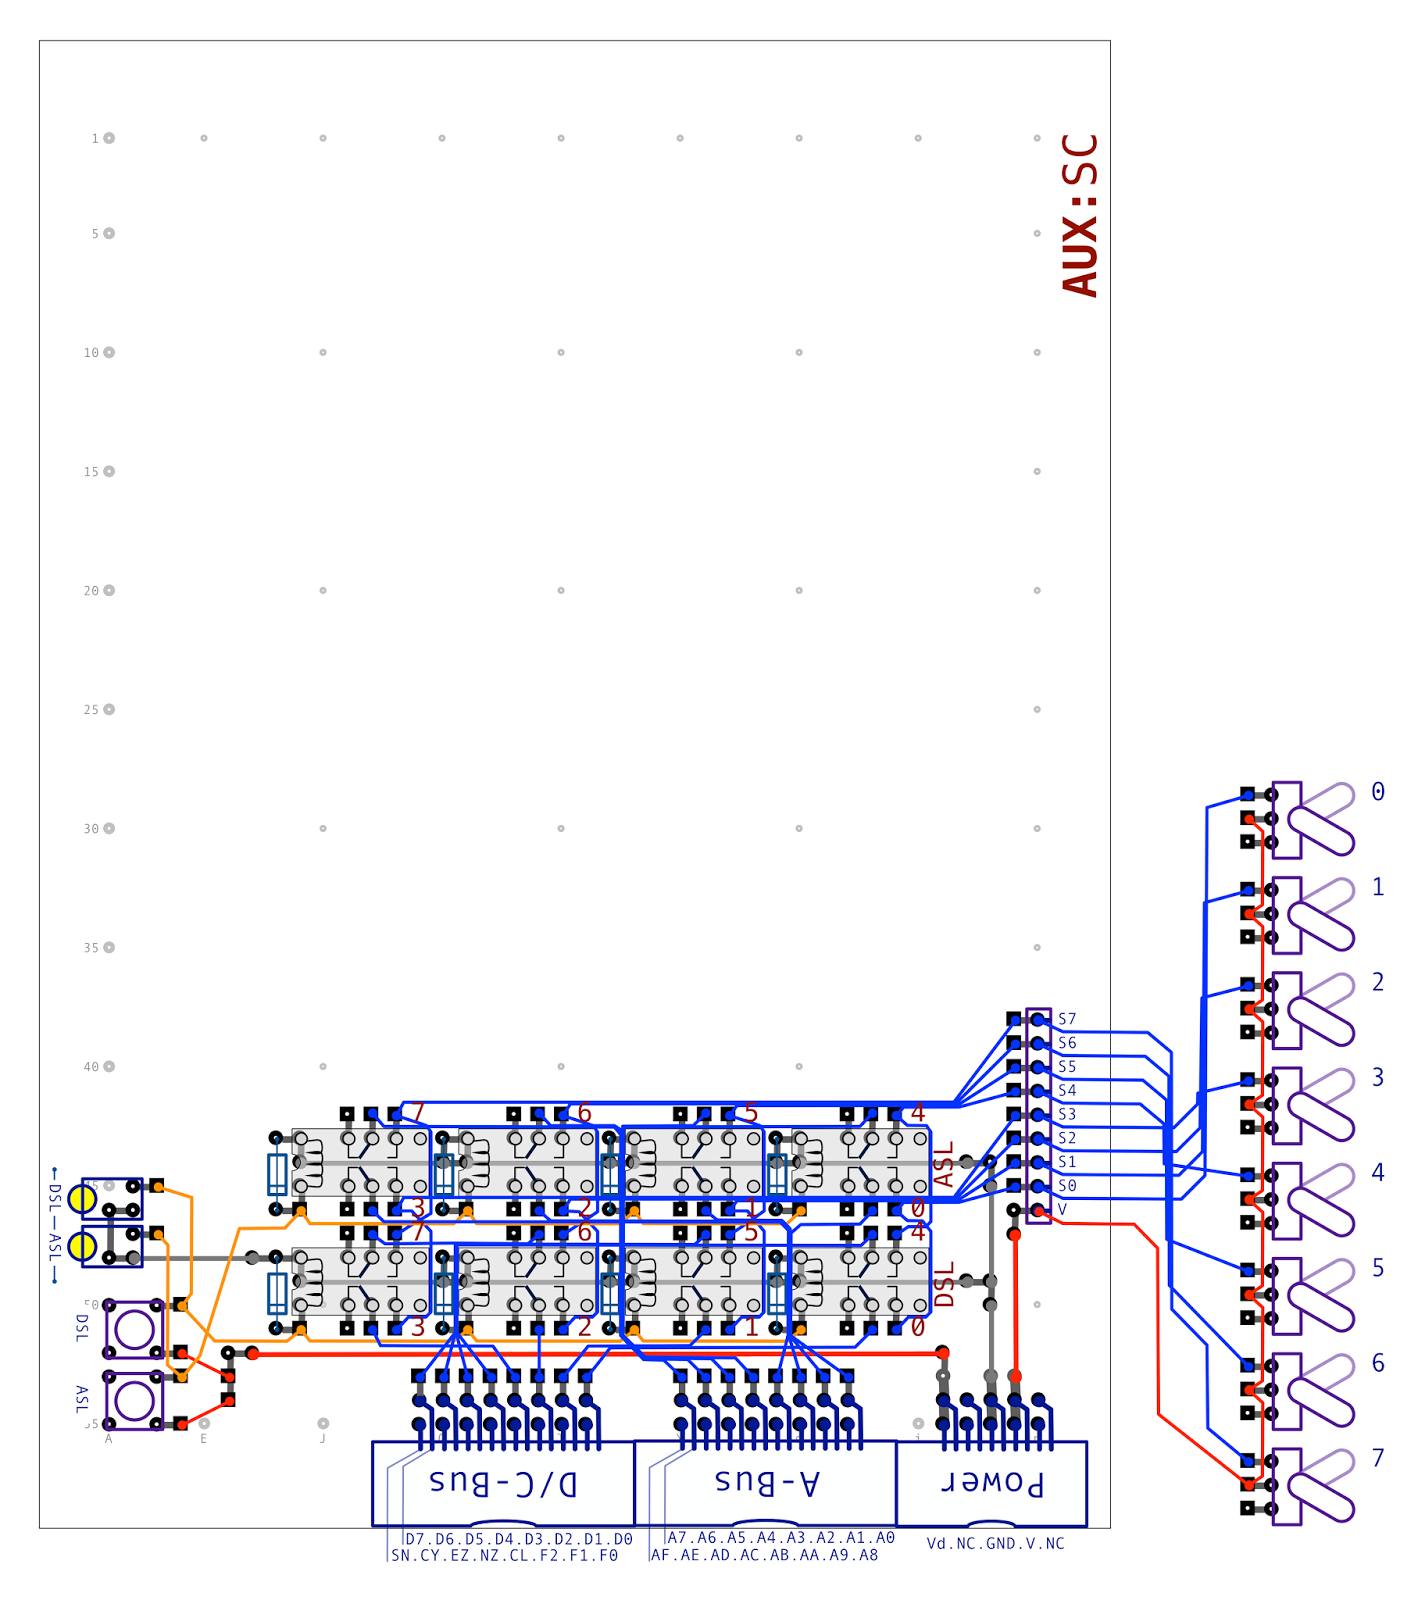 1
AUX:SC
5
10
15
20
25
30
0
35
1
2
S7
S6
40
S5
3
S4
7 6 5 4
S3
S2
ASL
S1
45
S0
4
3 2 1 0
V
←DSL—ASL→
7 6 5 4
5
DSL
50
DSL
3 2 1 0
6
ASL
55
A E J
7
D/C-Bus A-Bus Power
D7.D6.D5.D4.D3.D2.D1.D0 A7.A6.A5.A4.A3.A2.A1.A0
Vd.NC.GND.V.NC
SN.CY.EZ.NZ.CL.F2.F1.F0 AF.AE.AD.AC.AB.AA.A9.A8